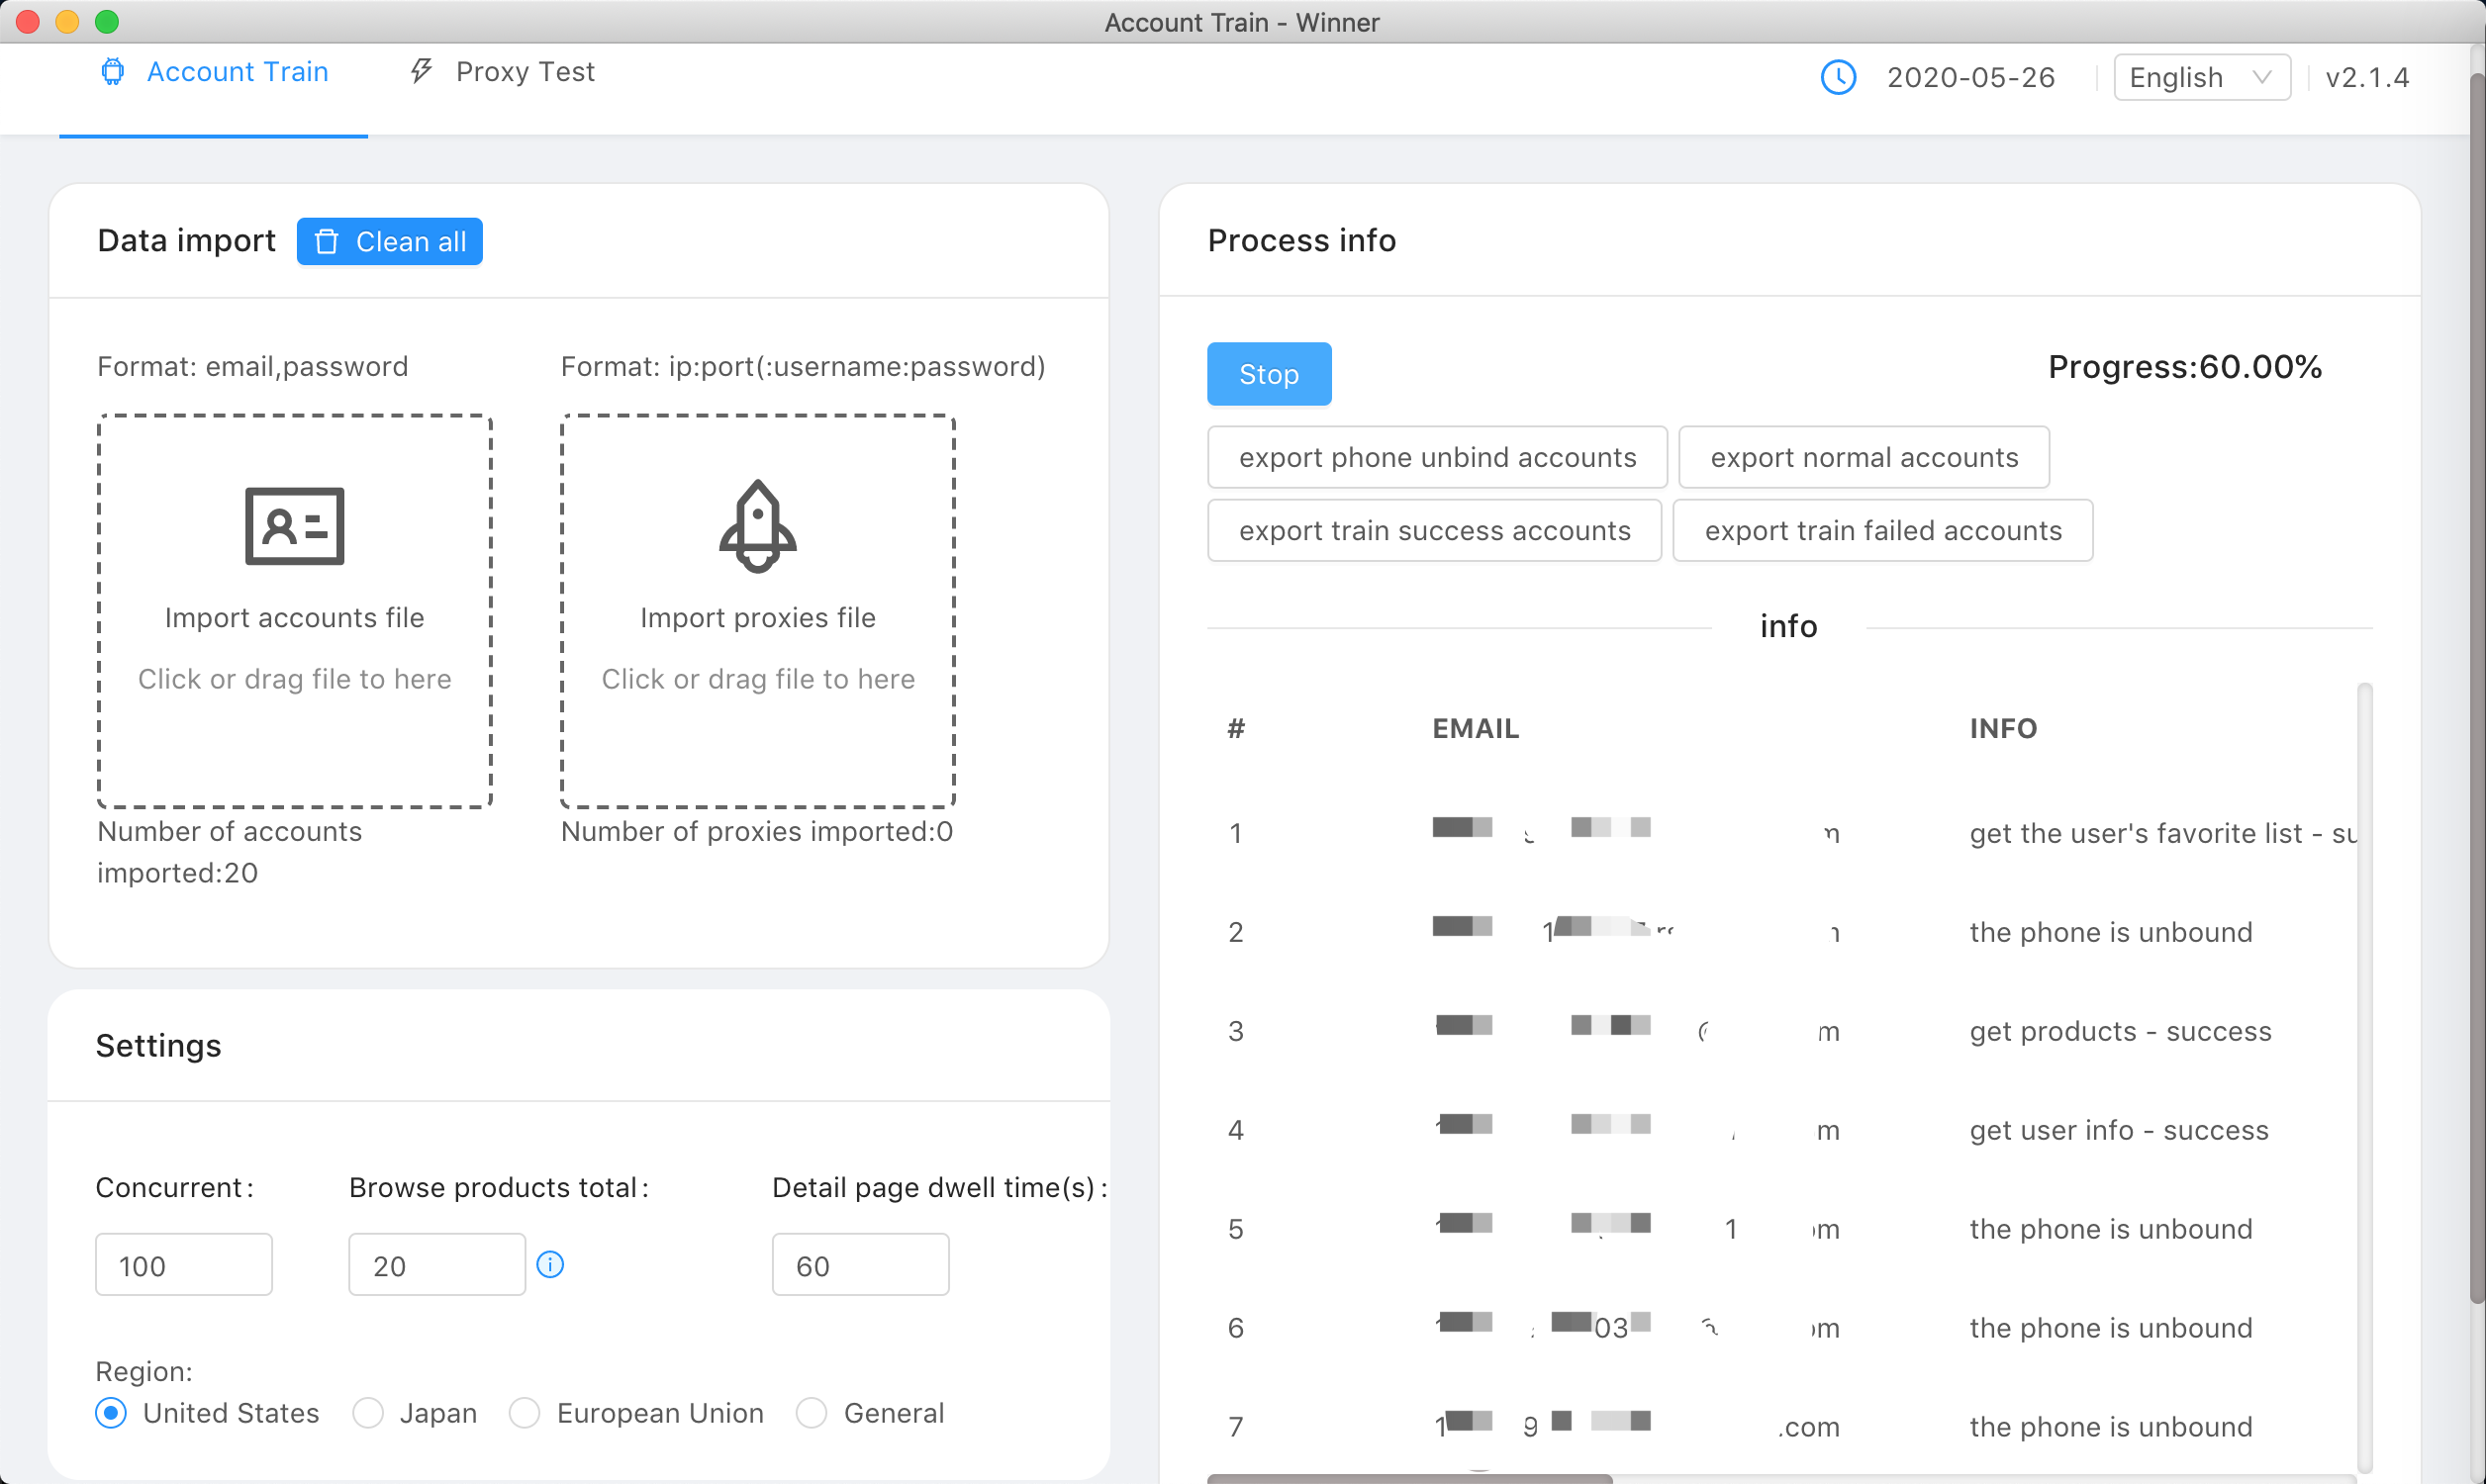 Account Train - Winner
Account Train
Proxy Test
2020-05-26
English
v2.1.4
Data import
Clean all
Format: email,password
Format: ip:port(:username:password)
Import accounts file
Click or drag file to here
Import proxies file
Click or drag file to here
Number of accounts
imported:20
Number of proxies imported:0
Settings
Concurrent:
Browse products total:
Detail page dwell time(s):
100
20
60
Region:
United States
Japan
European Union
General
Process info
Stop
Progress:60.00%
export phone unbind accounts
export normal accounts
export train success accounts
export train failed accounts
info
# EMAIL INFO
1 get the user's favorite list - su
2 the phone is unbound
3 get products - success
4 get user info - success
5 the phone is unbound
6 03 the phone is unbound
7 .com the phone is unbound